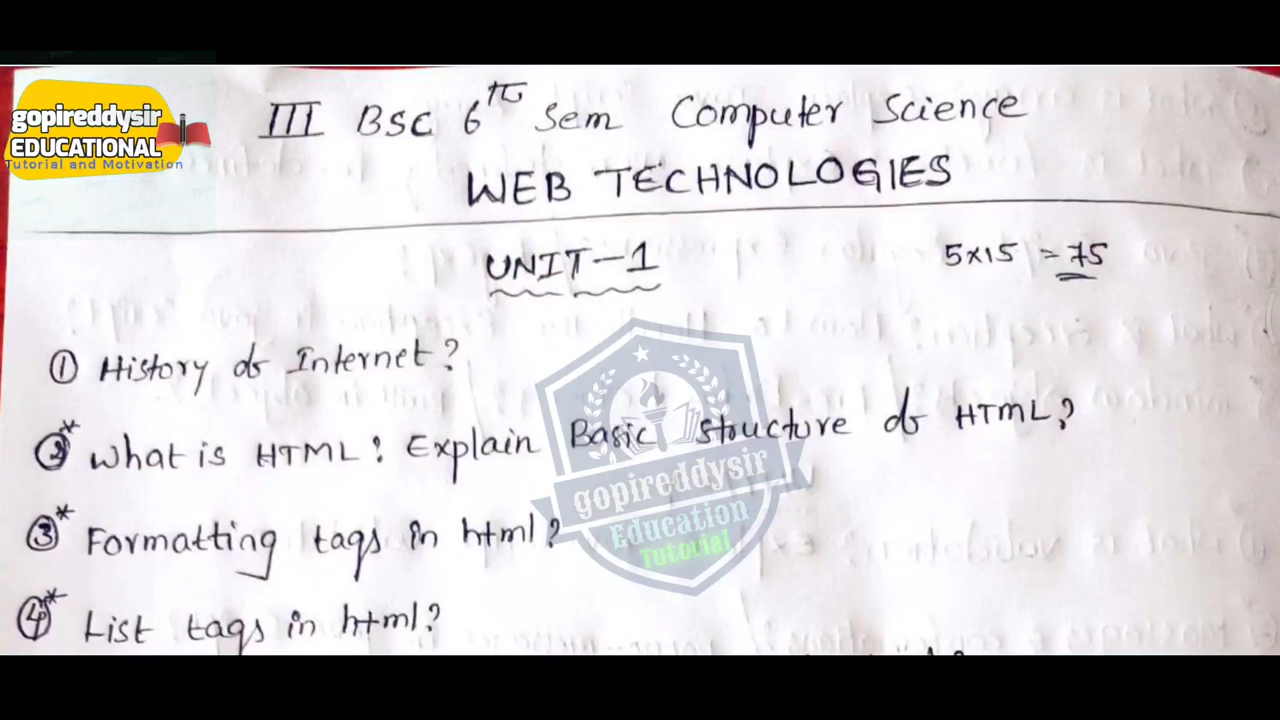 gopireddysir
EDUCATIONAL
Tutorial and Motivation
III BSC 6th Sem Computer Science
WEB TECHNOLOGIES
UNIT-1
5x15 = 75
① History of Internet?
②* What is HTML? Explain Basic structure of HTML?
③* Formatting tags in html?
④* List tags in html?
gopireddysir
Education
Tutorial